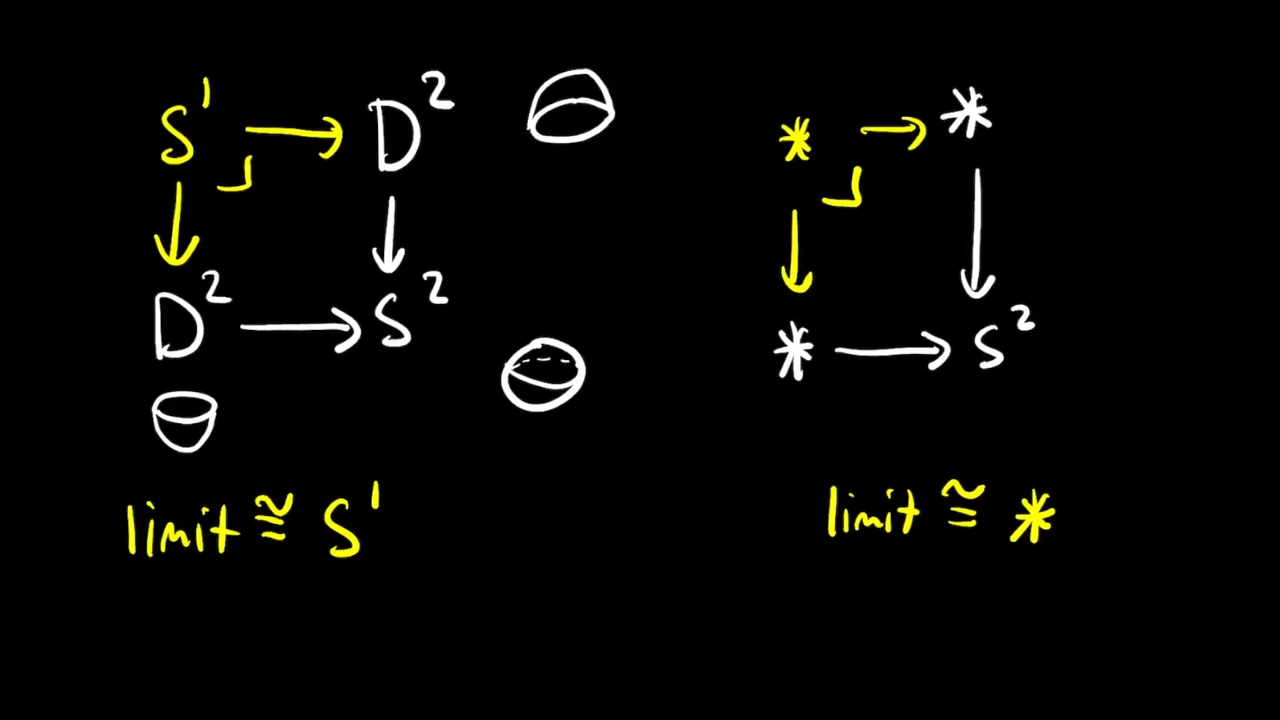 S¹ → D²
↓ ⌟ ↓
D² → S²
limit ≅ S¹
* → *
↓ ⌟ ↓
* → S²
limit ≅ *